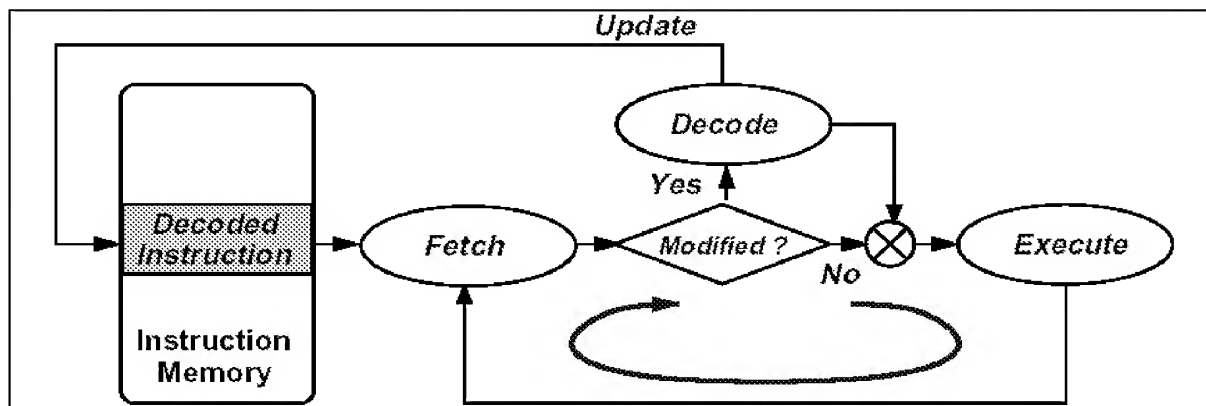 Update
Decode
Yes
Decoded
Instruction
Fetch
Modified ?
No
Execute
Instruction
Memory